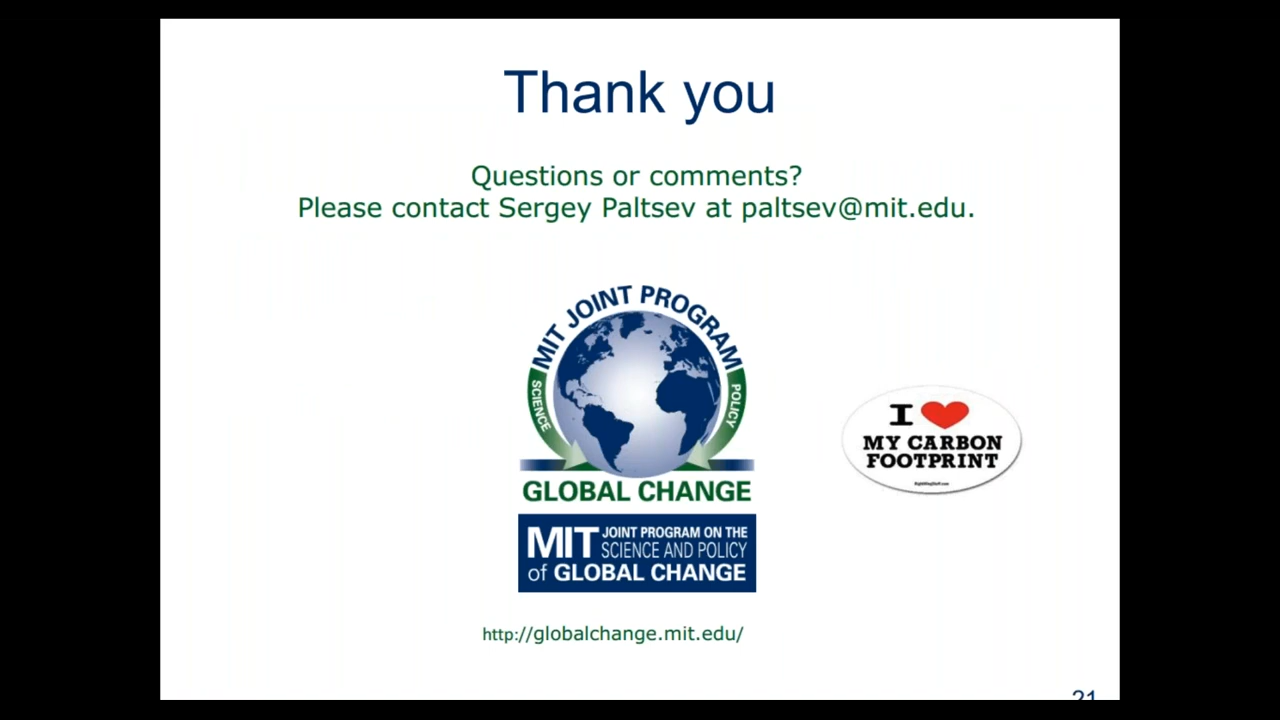 Thank you
Questions or comments?
Please contact Sergey Paltsev at paltsev@mit.edu.
MIT JOINT PROGRAM
SCIENCE
POLICY
GLOBAL CHANGE
I ❤
MY CARBON
FOOTPRINT
MIT JOINT PROGRAM ON THE
SCIENCE AND POLICY
of GLOBAL CHANGE
http://globalchange.mit.edu/
21